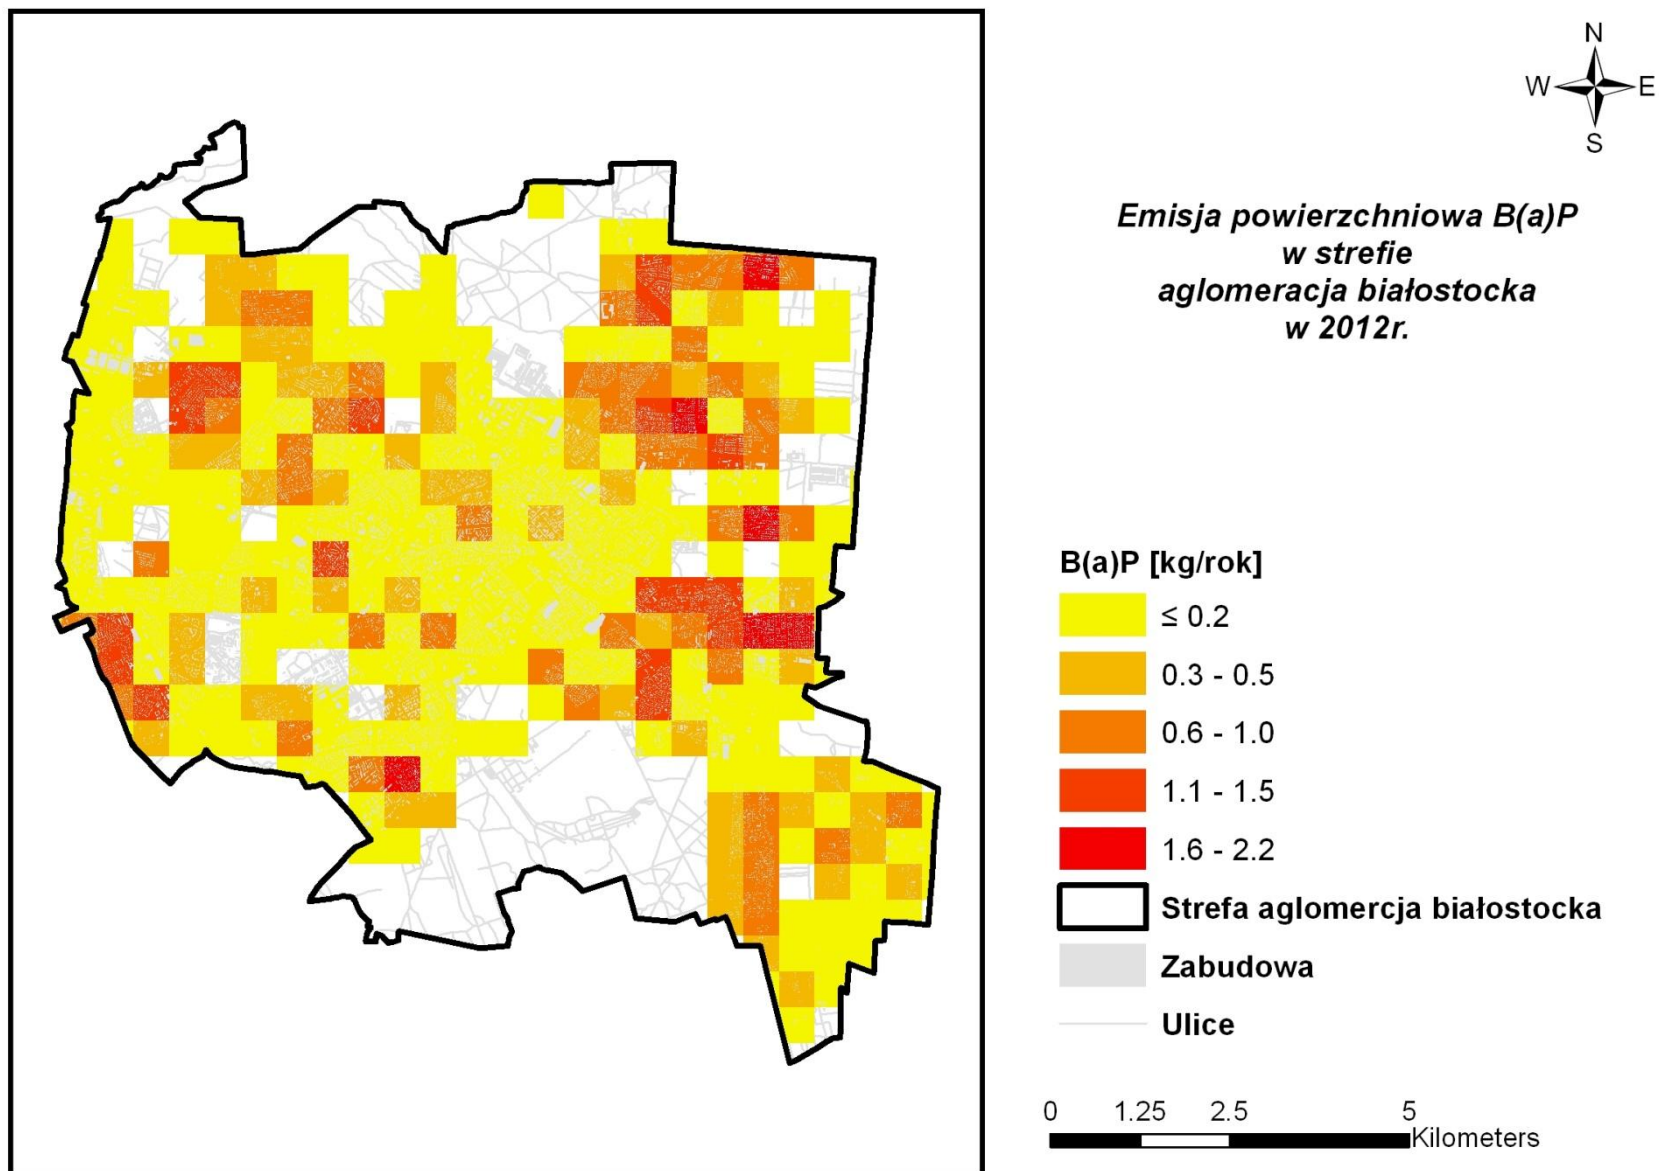 N
W E
S
Emisja powierzchniowa B(a)P
w strefie
aglomeracja białostocka
w 2012r.
B(a)P [kg/rok]
≤ 0.2
0.3 - 0.5
0.6 - 1.0
1.1 - 1.5
1.6 - 2.2
Strefa aglomercja białostocka
Zabudowa
Ulice
0 1.25 2.5 5
Kilometers